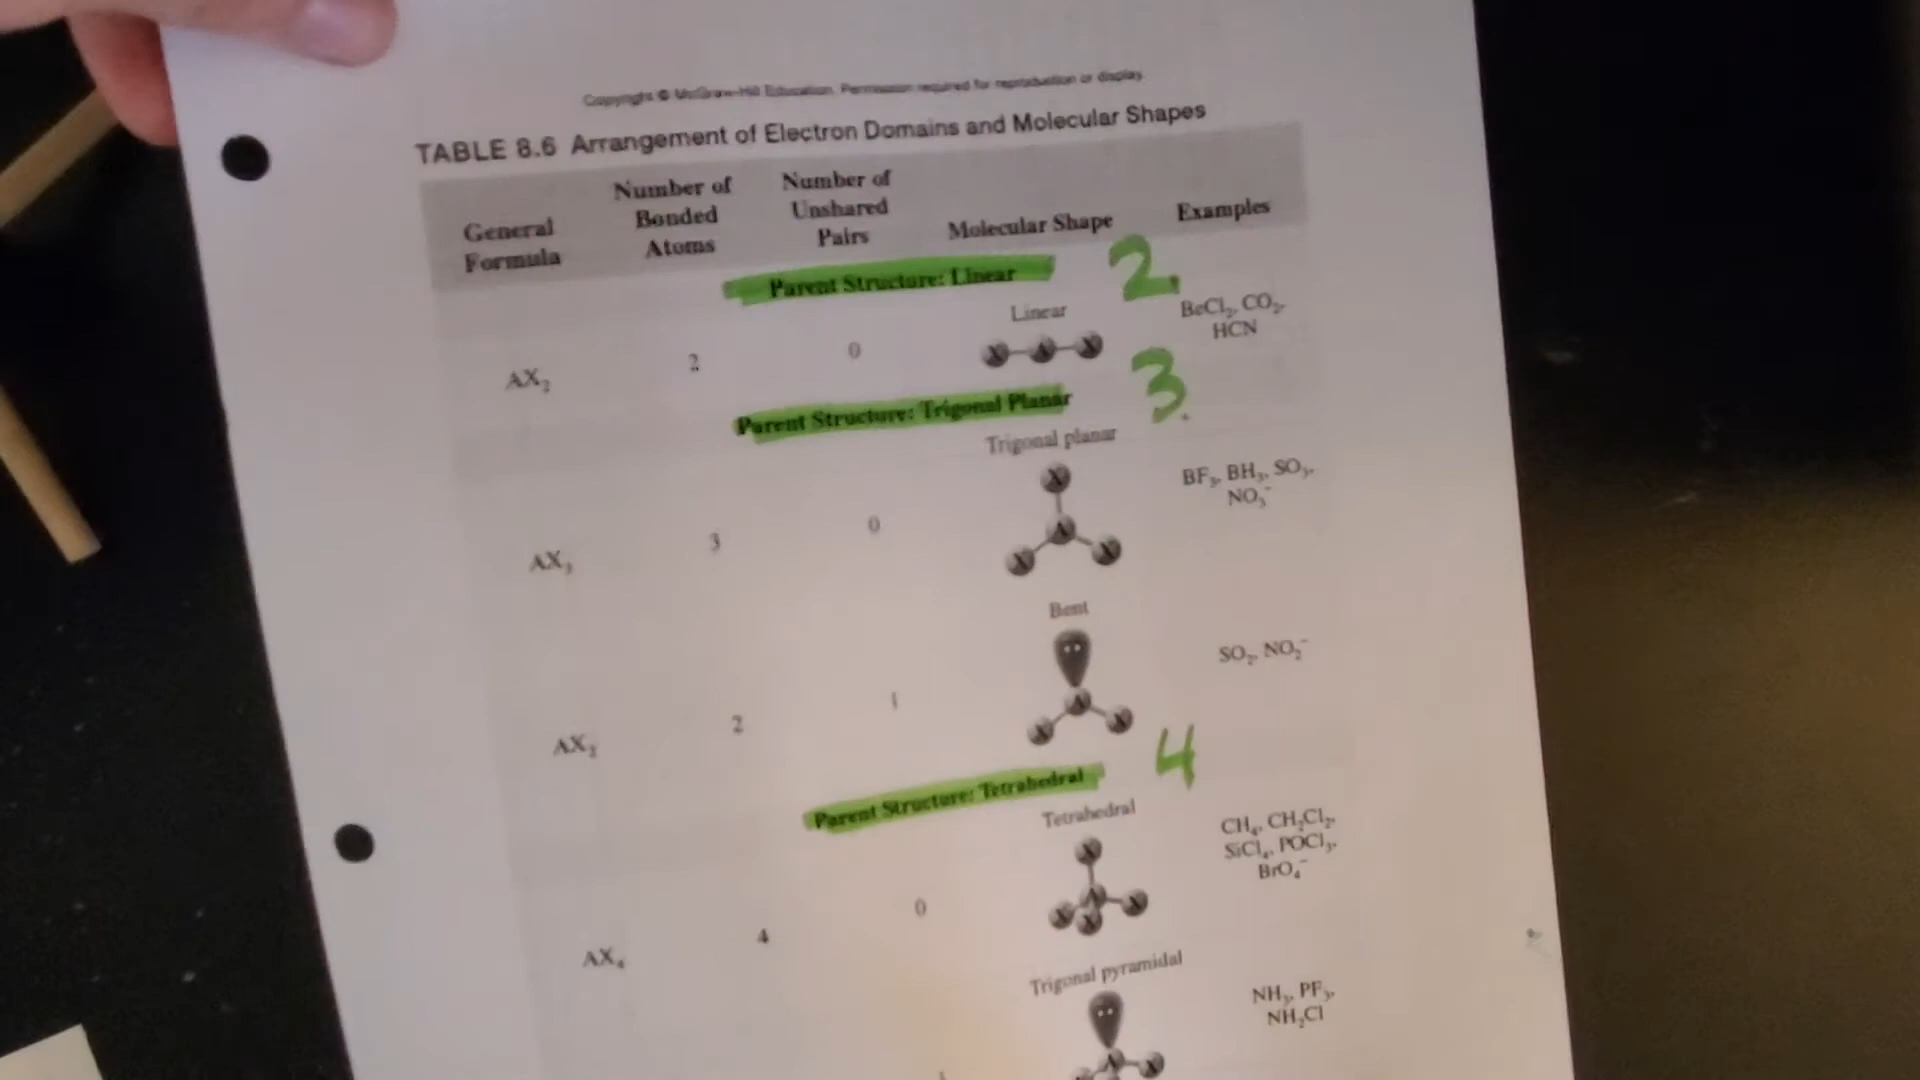 Copyright © McGraw-Hill Education. Permission required for reproduction or display.
TABLE 8.6 Arrangement of Electron Domains and Molecular Shapes
General Formula
Number of Bonded Atoms
Number of Unshared Pairs
Molecular Shape
Examples
Parent Structure: Linear
2.
Linear
AX₂ 2 0 X A X BeCl₂, CO₂,
HCN
Parent Structure: Trigonal Planar
3.
Trigonal planar
AX₃ 3 0 X A X X BF₃, BH₃, SO₃,
NO₃⁻
Bent
2 1 A X X SO₂, NO₂⁻
Parent Structure: Tetrahedral
4
Tetrahedral
AX₄ 4 0 X A X X X CH₄, CH₂Cl₂,
SiCl₄, POCl₃,
BrO₄⁻
Trigonal pyramidal
A X NH₃, PF₃,
NH₂Cl